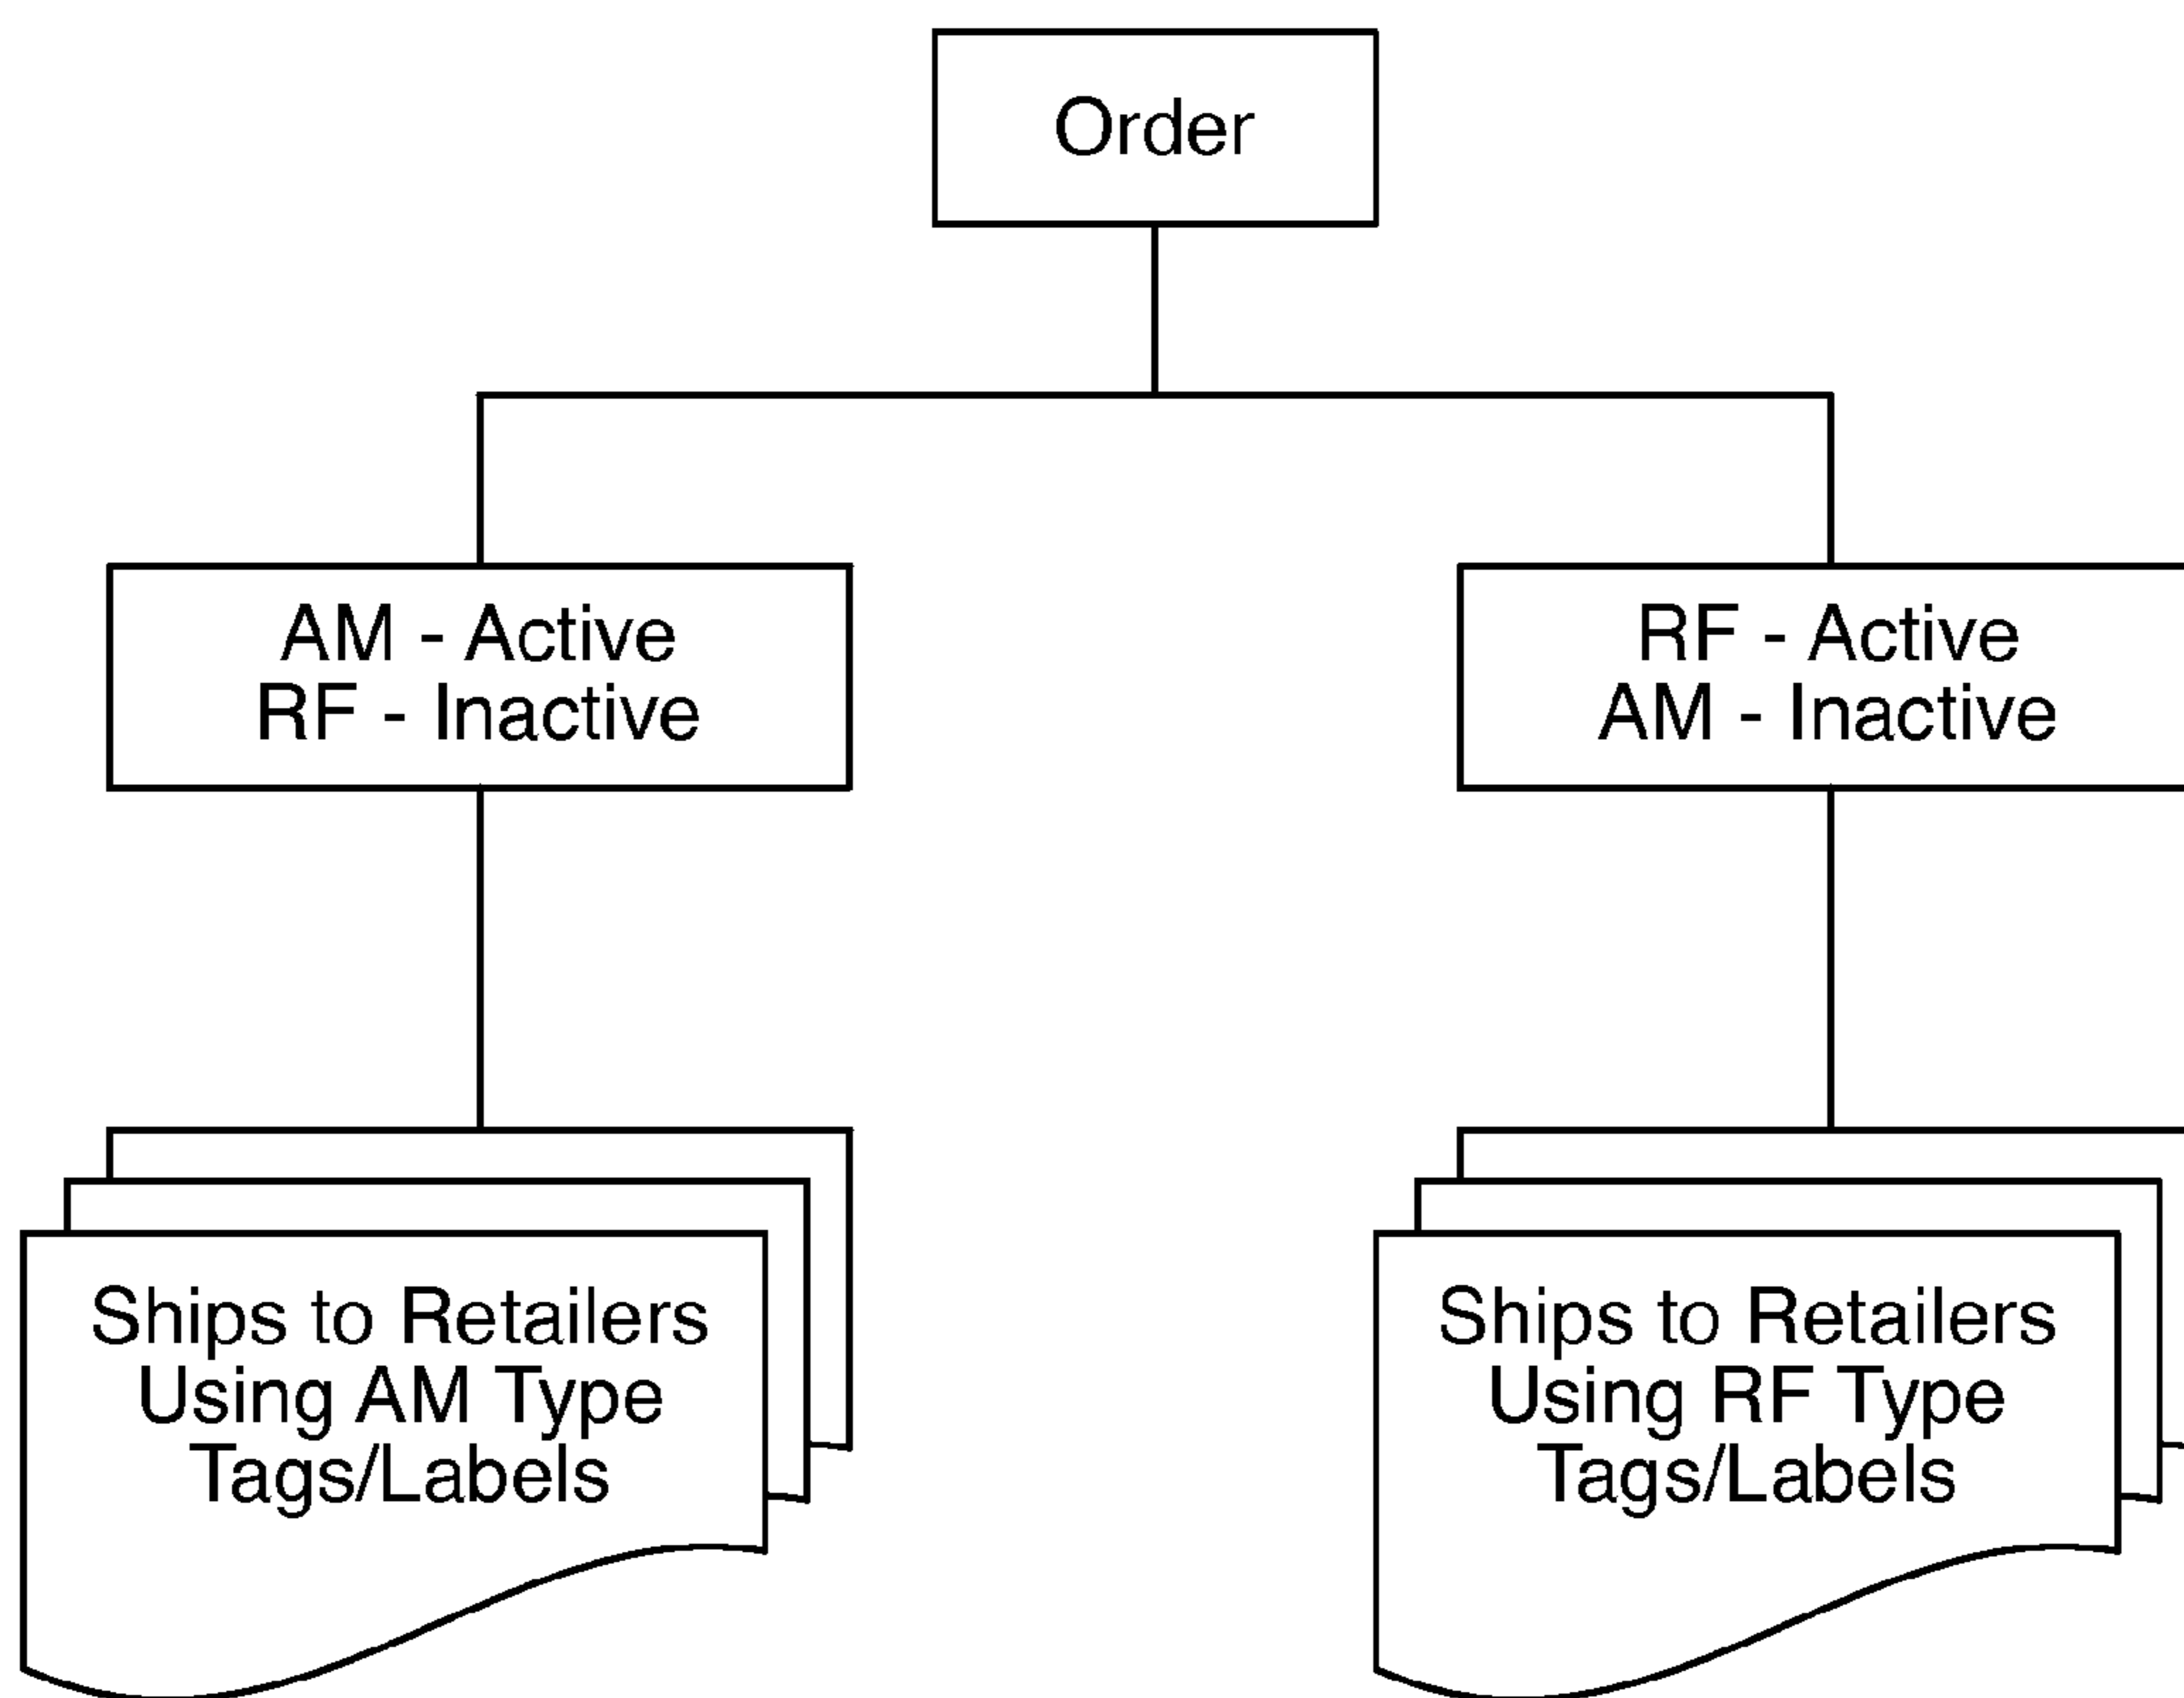 Order
AM - Active
RF - Inactive
RF - Active
AM - Inactive
Ships to Retailers
Using AM Type
Tags/Labels
Ships to Retailers
Using RF Type
Tags/Labels